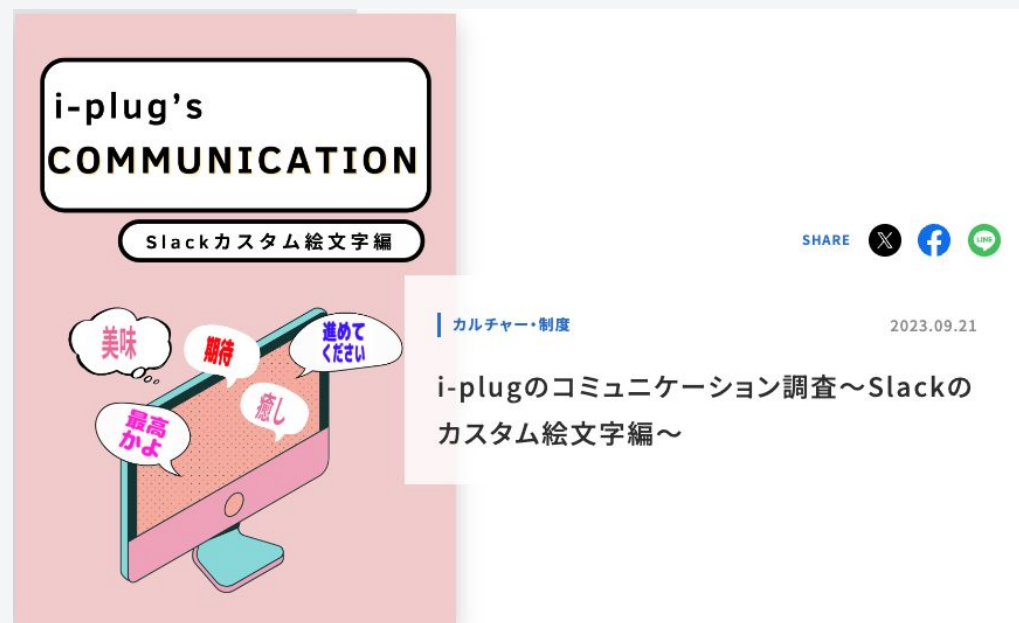 i-plug’s
COMMUNICATION
Slackカスタム絵文字編
美味
期待
進めて
ください
癒し
最高
かよ
SHARE
LINE
カルチャー・制度
2023.09.21
i-plugのコミュニケーション調査〜Slackの
カスタム絵文字編〜